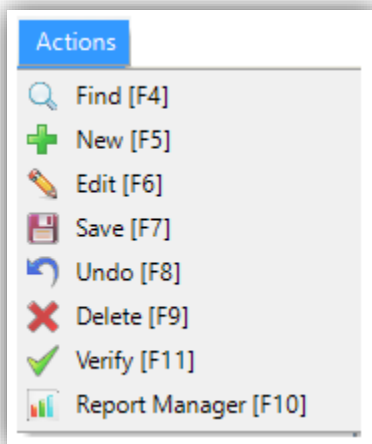 Actions
Find [F4]
New [F5]
Edit [F6]
Save [F7]
Undo [F8]
Delete [F9]
Verify [F11]
Report Manager [F10]